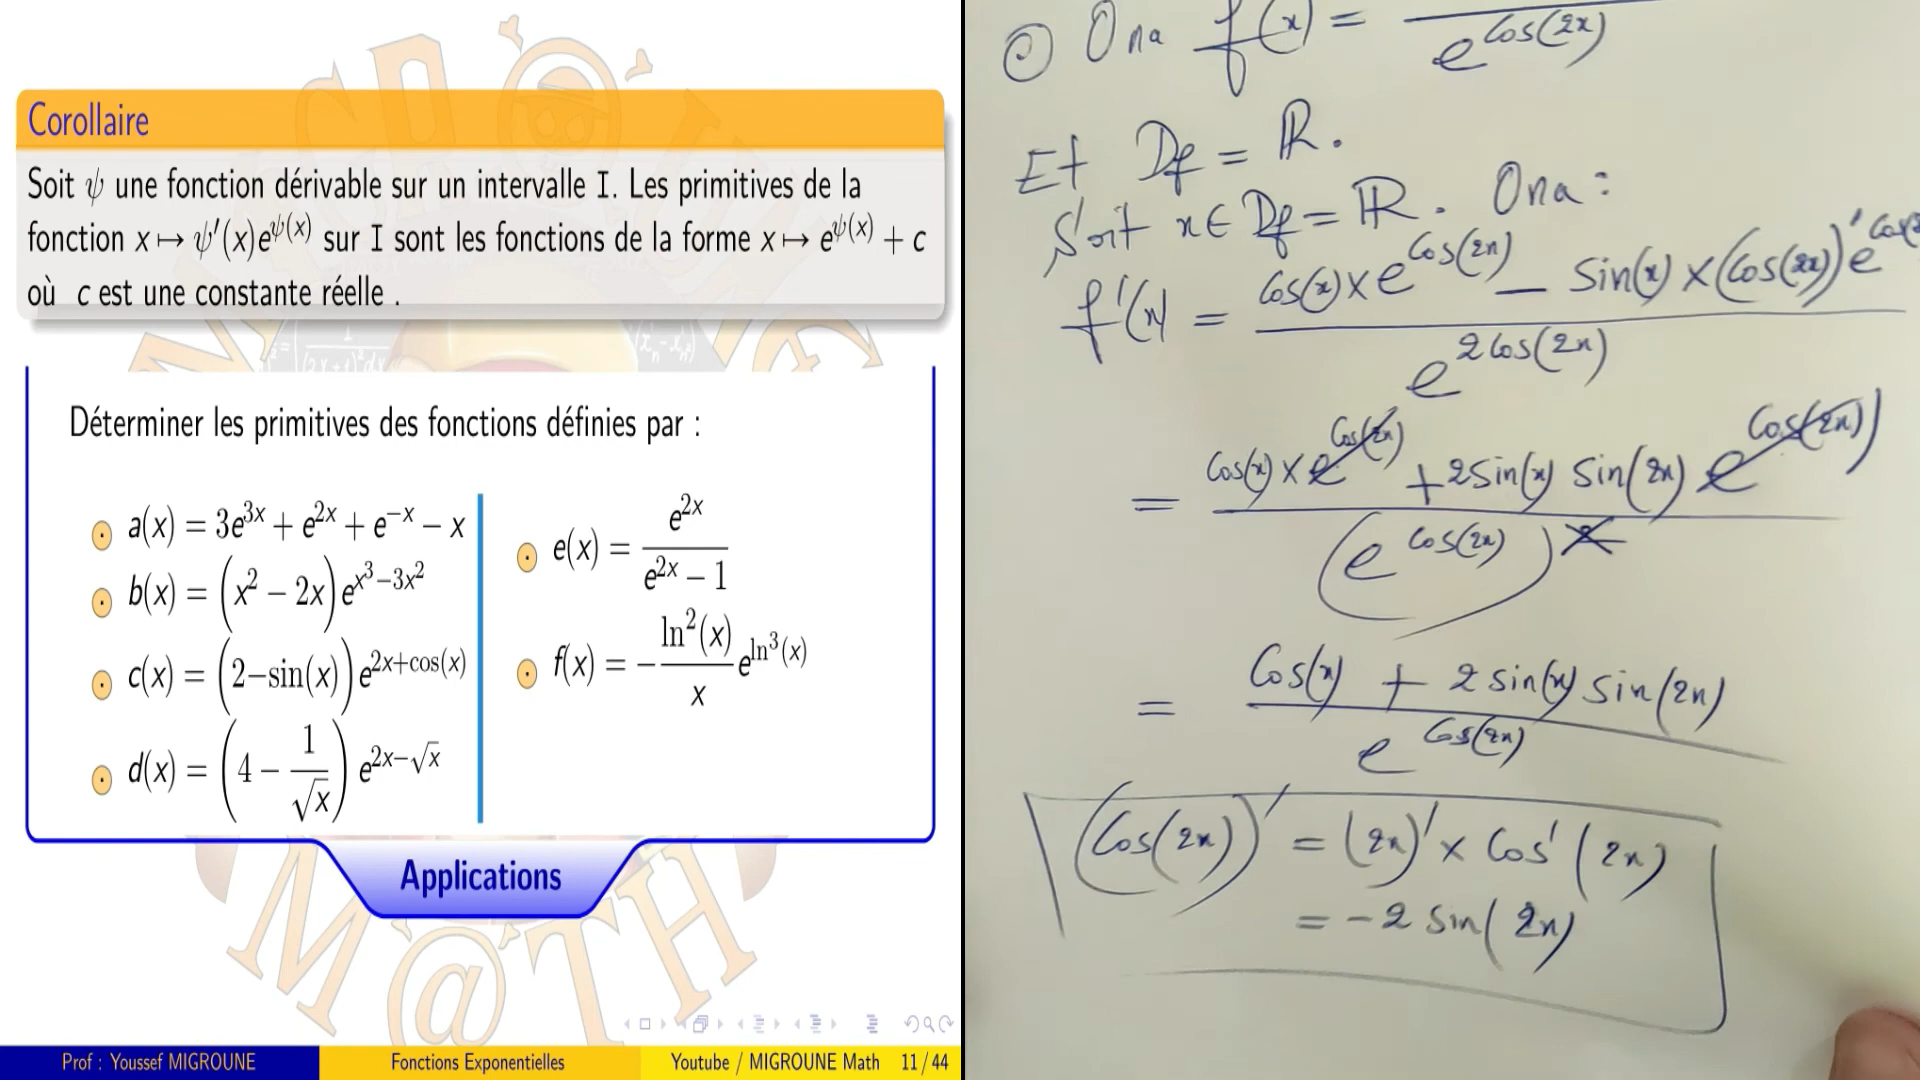 Corollaire
Soit ψ une fonction dérivable sur un intervalle I. Les primitives de la
fonction x ↦ ψ′(x)e^{ψ(x)} sur I sont les fonctions de la forme x ↦ e^{ψ(x)} + c
où c est une constante réelle .
Déterminer les primitives des fonctions définies par :
a(x) = 3e^{3x} + e^{2x} + e^{−x} − x
b(x) = (x² − 2x) e^{x³−3x²}
c(x) = (2−sin(x)) e^{2x+cos(x)}
d(x) = (4 − 1/√x) e^{2x−√x}
e(x) = e^{2x}/(e^{2x} − 1)
f(x) = − ln²(x)/x e^{ln³(x)}
Applications
M@TH
Prof : Youssef MIGROUNE
Fonctions Exponentielles
Youtube / MIGROUNE Math 11 / 44
Ona f(x) = / e^{cos(2x)}
Et Df = ℝ.
Soit x ∈ Df = ℝ. Ona :
f'(x) = (cos(x) × e^{cos(2x)} − sin(x) × (cos(2x))' e^{cos(2x)}) / e^{2cos(2x)}
= (cos(x) × e^{cos(2x)} + 2sin(x) sin(2x) e^{cos(2x)}) / (e^{cos(2x)})²
= (cos(x) + 2 sin(x) sin(2x)) / e^{cos(2x)}
(cos(2x))' = (2x)' × cos'(2x)
= −2 sin(2x)